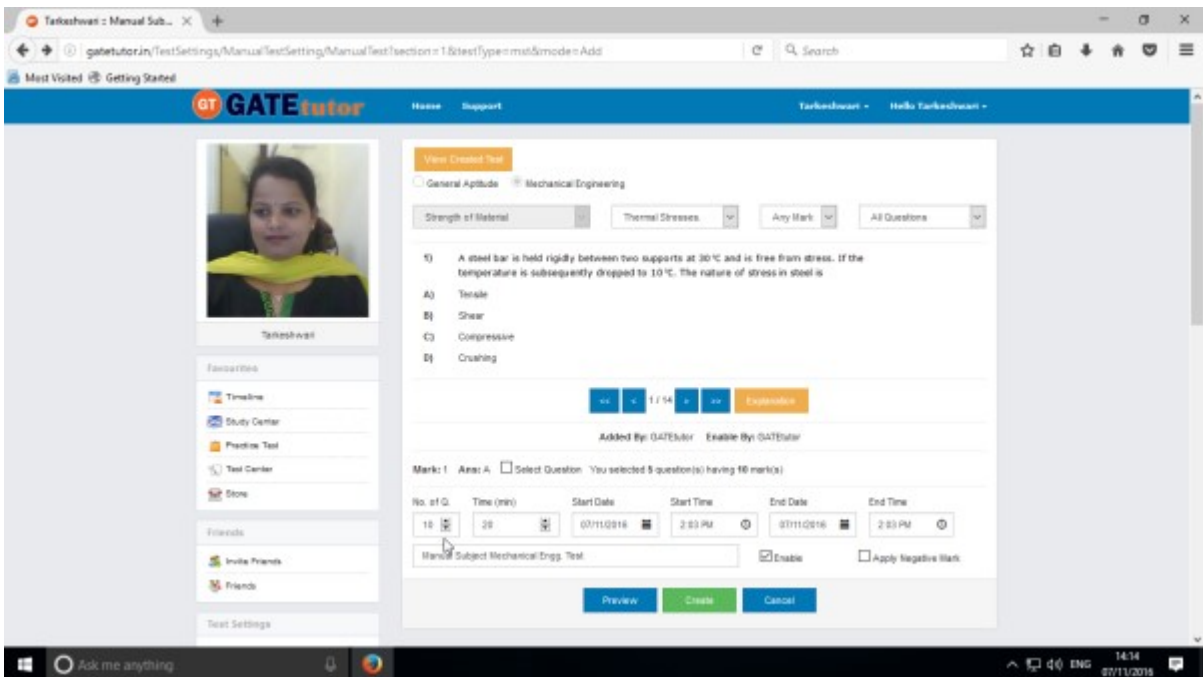 Tarkeshwari :: Manual Sub...
gatetutor.in/TestSettings/ManualTestSetting/ManualTest?section=1&testType=mst&mode=Add
Search
Most Visited Getting Started
GT GATEtutor Home Support Tarkeshwari Hello Tarkeshwari
View Created Test
General Aptitude Mechanical Engineering
Strength of Material Thermal Stresses Any Mark All Questions
1) A steel bar is held rigidly between two supports at 30°C and is free from stress. If the
temperature is subsequently dropped to 10°C. The nature of stress in steel is
A) Tensile
B) Shear
C) Compressive
D) Crushing
<< < 1 / 14 > >> Explanation
Added By: GATEtutor Enable By: GATEtutor
Mark: 1 Ans: A Select Question You selected 5 question(s) having 10 mark(s)
No. of Q. Time (min) Start Date Start Time End Date End Time
10 20 07/11/2016 2:03 PM 07/11/2016 2:03 PM
Manual Subject Mechanical Engg. Test Enable Apply Negative Mark
Preview Create Cancel
Tarkeshwari
Favourites
Timeline
Study Center
Practice Test
Test Center
Store
Friends
Invite Friends
Friends
Test Settings
Ask me anything
ENG
14:14
07/11/2016